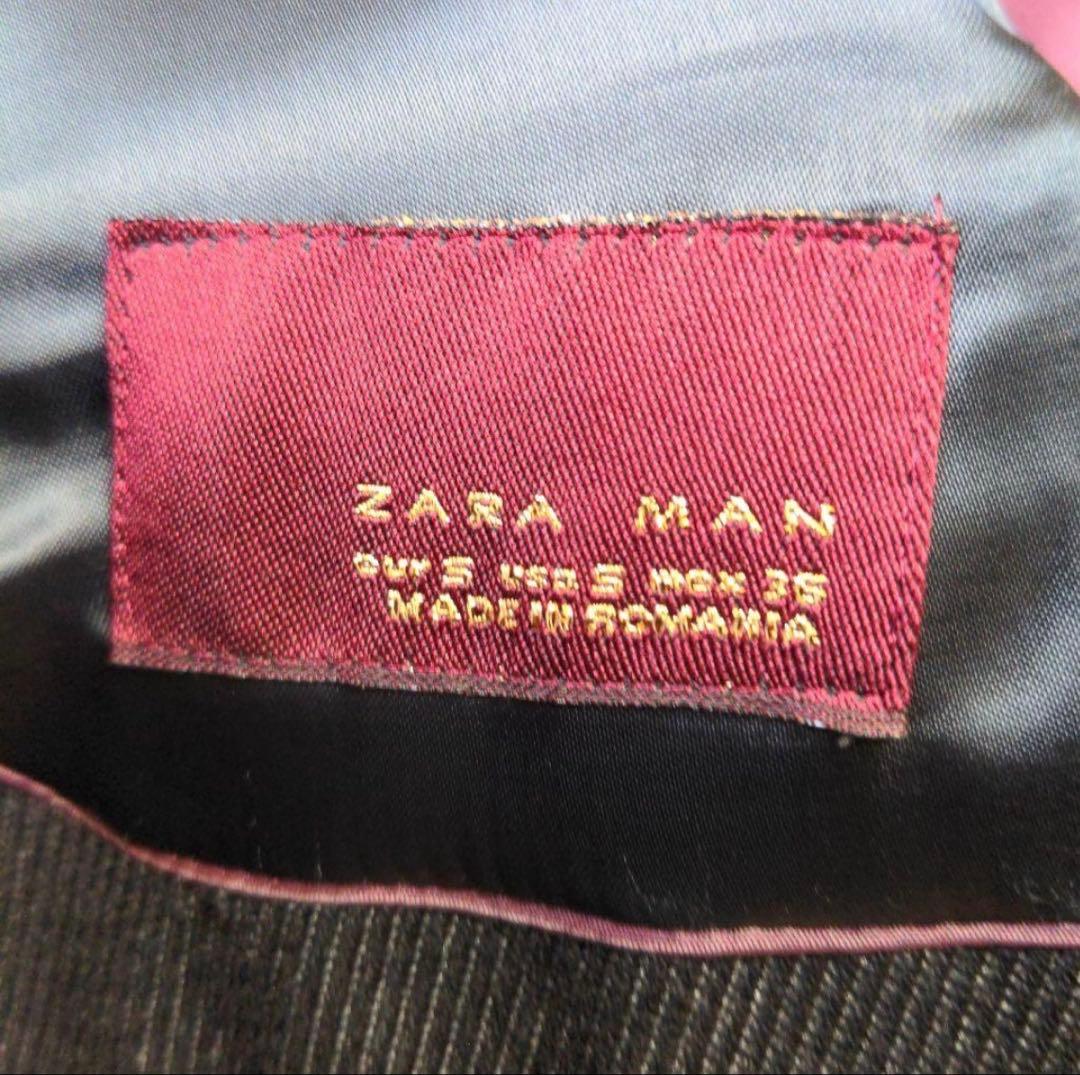 ZARA MAN
eur S usa S mex 36
MADE IN ROMANIA